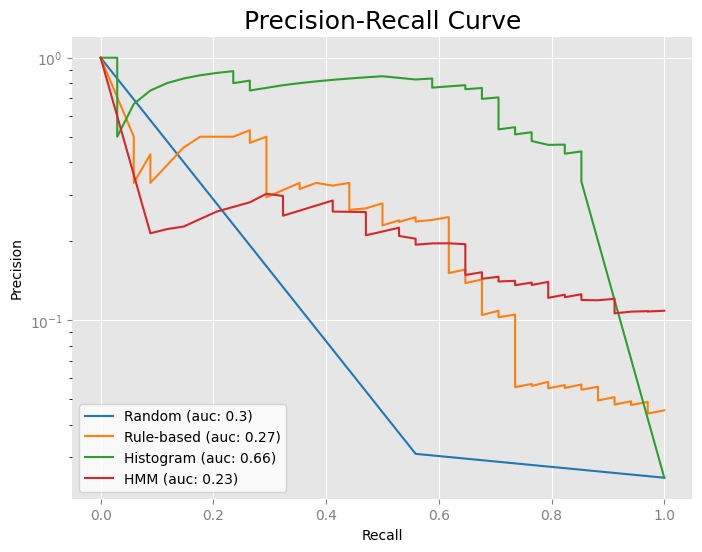 Precision-Recall Curve
10⁰
10⁻¹
Precision
Random (auc: 0.3)
Rule-based (auc: 0.27)
Histogram (auc: 0.66)
HMM (auc: 0.23)
0.0 0.2 0.4 0.6 0.8 1.0
Recall